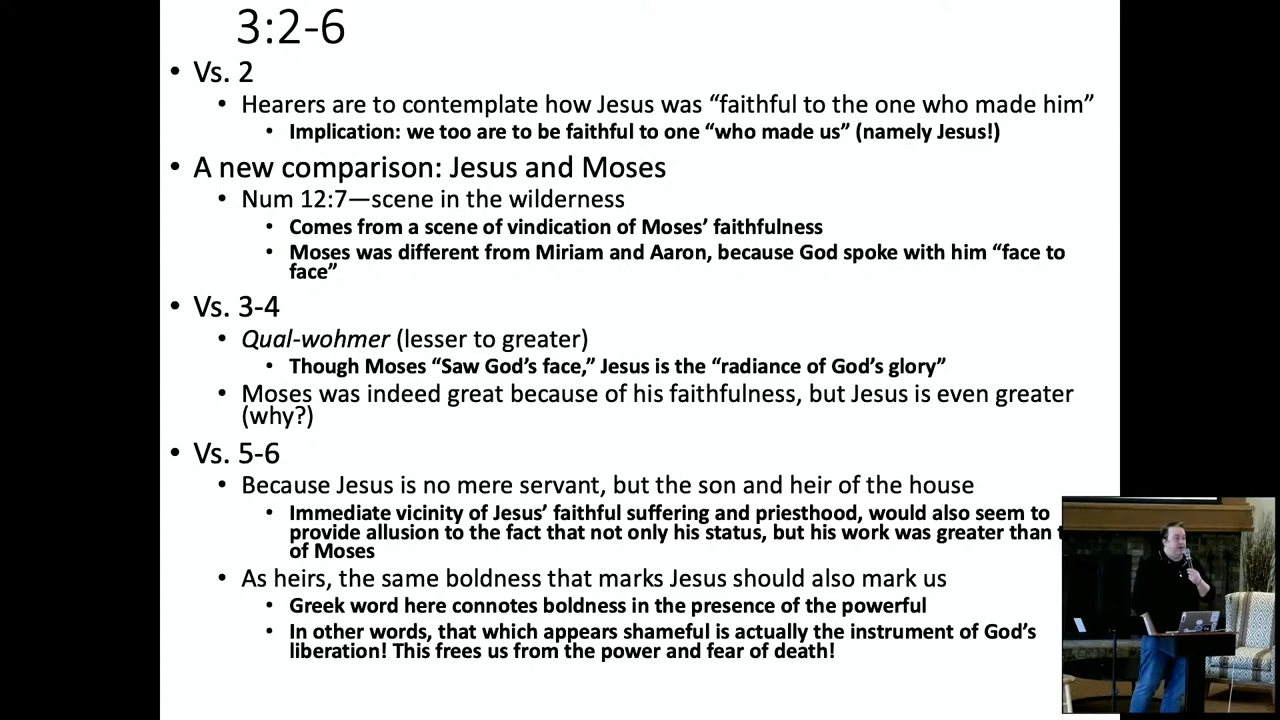 3:2-6
• Vs. 2
• Hearers are to contemplate how Jesus was “faithful to the one who made him”
• Implication: we too are to be faithful to one “who made us” (namely Jesus!)
• A new comparison: Jesus and Moses
• Num 12:7—scene in the wilderness
• Comes from a scene of vindication of Moses’ faithfulness
• Moses was different from Miriam and Aaron, because God spoke with him “face to
face”
• Vs. 3-4
• Qual-wohmer (lesser to greater)
• Though Moses “Saw God’s face,” Jesus is the “radiance of God’s glory”
• Moses was indeed great because of his faithfulness, but Jesus is even greater
(why?)
• Vs. 5-6
• Because Jesus is no mere servant, but the son and heir of the house
• Immediate vicinity of Jesus’ faithful suffering and priesthood, would also seem to
provide allusion to the fact that not only his status, but his work was greater than
of Moses
• As heirs, the same boldness that marks Jesus should also mark us
• Greek word here connotes boldness in the presence of the powerful
• In other words, that which appears shameful is actually the instrument of God’s
liberation! This frees us from the power and fear of death!